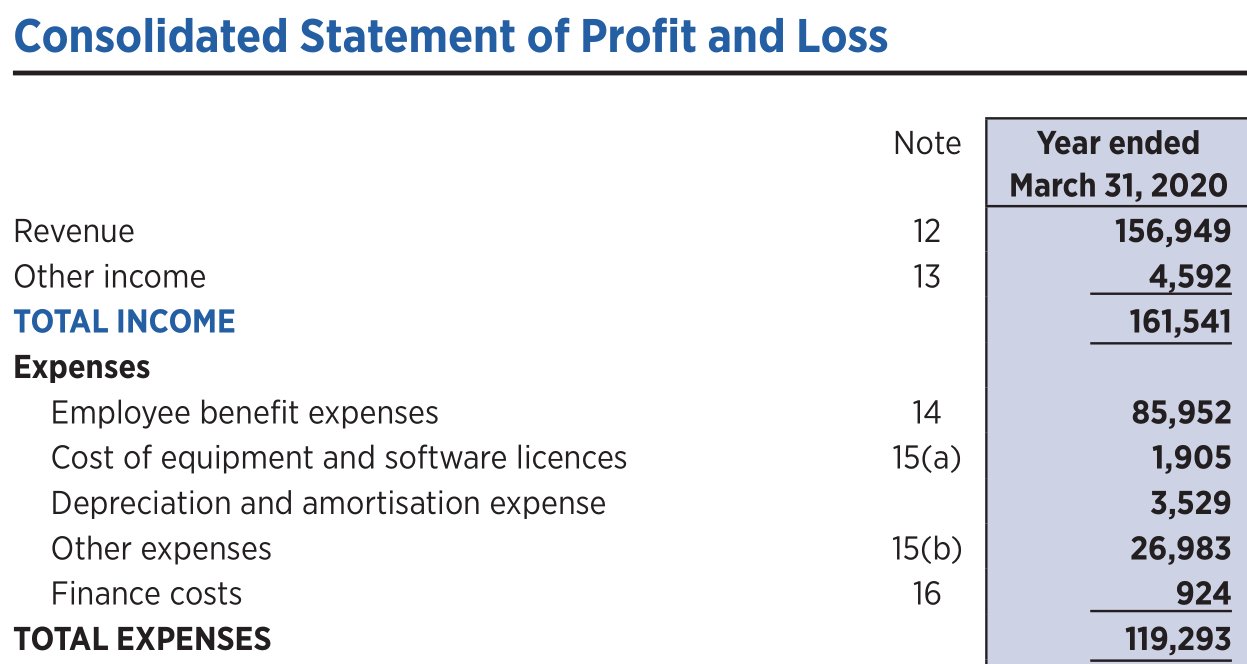 Consolidated Statement of Profit and Loss
Note Year ended
March 31, 2020
Revenue 12 156,949
Other income 13 4,592
TOTAL INCOME 161,541
Expenses
Employee benefit expenses 14 85,952
Cost of equipment and software licences 15(a) 1,905
Depreciation and amortisation expense 3,529
Other expenses 15(b) 26,983
Finance costs 16 924
TOTAL EXPENSES 119,293